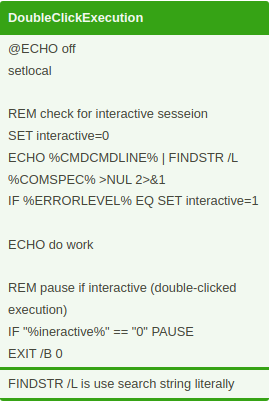 DoubleClickExecution
@ECHO off
setlocal
REM check for interactive sesseion
SET interactive=0
ECHO %CMDCMDLINE% | FINDSTR /L
%COMSPEC% >NUL 2>&1
IF %ERRORLEVEL% EQ SET interactive=1
ECHO do work
REM pause if interactive (double-clicked
execution)
IF "%ineractive%" == "0" PAUSE
EXIT /B 0
FINDSTR /L is use search string literally